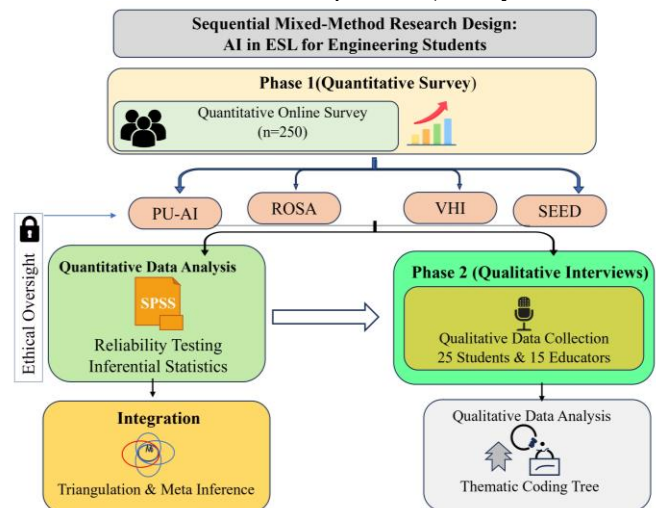 Sequential Mixed-Method Research Design:
AI in ESL for Engineering Students
Phase 1(Quantitative Survey)
Quantitative Online Survey
(n=250)
PU-AI
ROSA
VHI
SEED
Ethical Oversight
Quantitative Data Analysis
SPSS
Reliability Testing
Inferential Statistics
Phase 2 (Qualitative Interviews)
Qualitative Data Collection
25 Students & 15 Educators
Integration
Triangulation & Meta Inference
Qualitative Data Analysis
Thematic Coding Tree